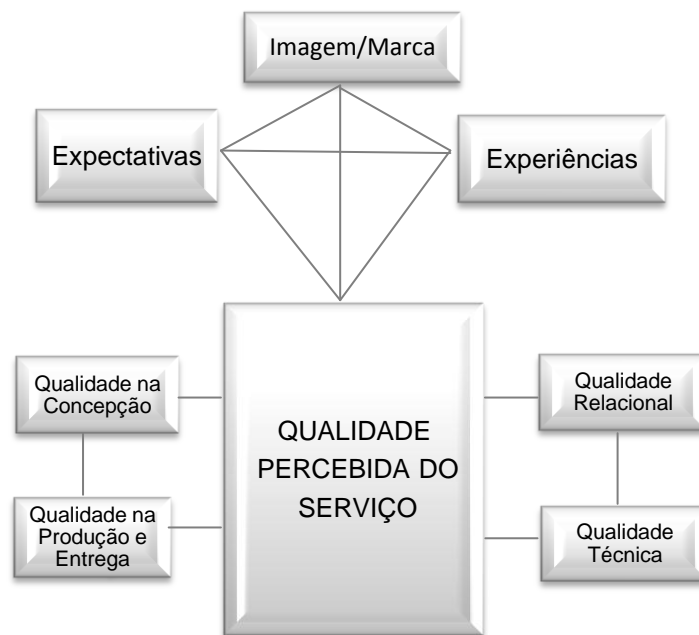 Imagem/Marca
Expectativas
Experiências
Qualidade na
Concepção
Qualidade
Relacional
QUALIDADE
PERCEBIDA DO
SERVIÇO
Qualidade na
Produção e
Entrega
Qualidade
Técnica